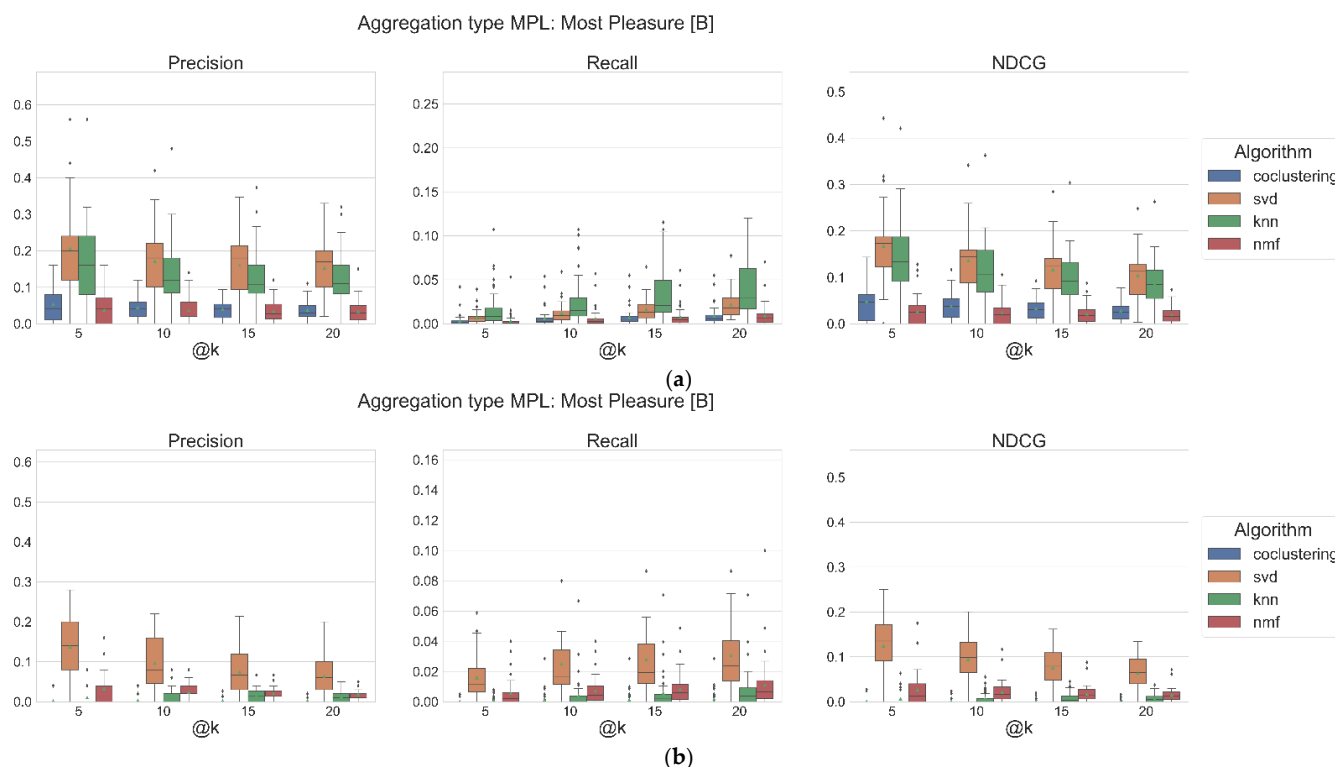 Aggregation type MPL: Most Pleasure [B]
Precision
Recall
NDCG
0.6
0.5
0.4
0.3
0.2
0.1
0.0
5 10 15 20
@k
0.25
0.20
0.15
0.10
0.05
0.00
5 10 15 20
@k
0.5
0.4
0.3
0.2
0.1
0.0
5 10 15 20
@k
Algorithm
coclustering
svd
knn
nmf
(a)
Aggregation type MPL: Most Pleasure [B]
Precision
Recall
NDCG
0.6
0.5
0.4
0.3
0.2
0.1
0.0
5 10 15 20
@k
0.16
0.14
0.12
0.10
0.08
0.06
0.04
0.02
0.00
5 10 15 20
@k
0.5
0.4
0.3
0.2
0.1
0.0
5 10 15 20
@k
Algorithm
coclustering
svd
knn
nmf
(b)